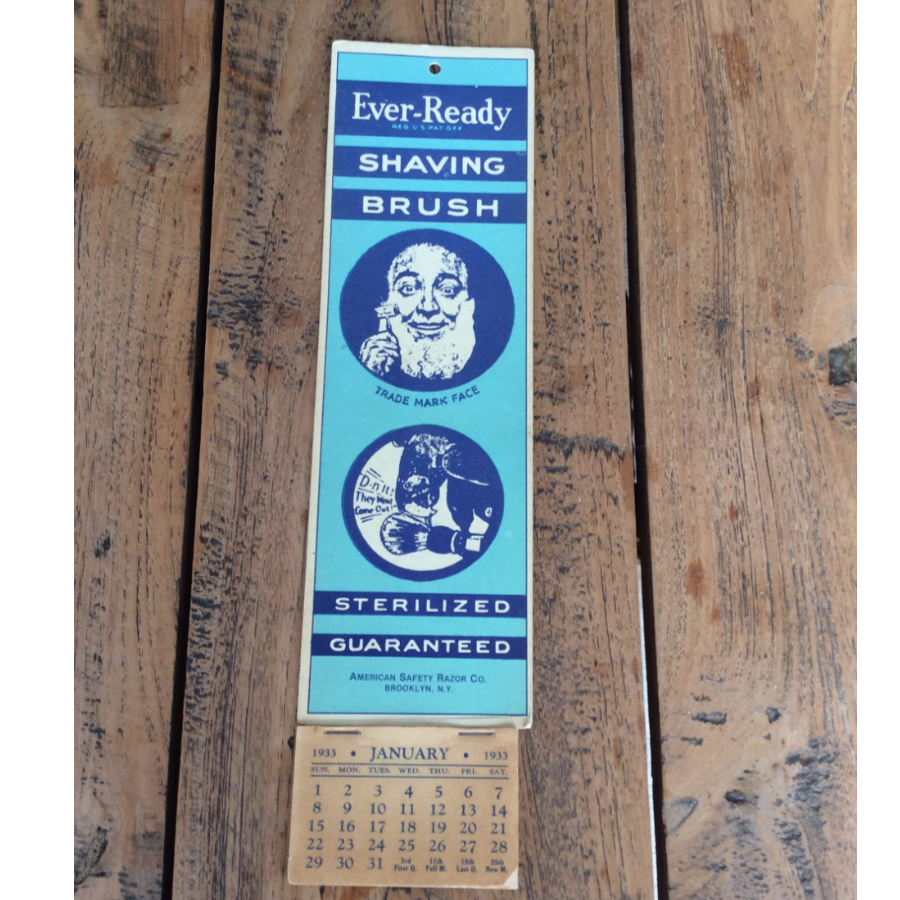 Ever-Ready
REG. U.S. PAT. OFF.
SHAVING
BRUSH
TRADE MARK FACE
D-n It!
They Wont
Come Out!
STERILIZED
GUARANTEED
AMERICAN SAFETY RAZOR CO.
BROOKLYN, N.Y.
1933 • JANUARY • 1933
SUN. MON. TUES. WED. THU. FRI. SAT.
1 2 3 4 5 6 7
8 9 10 11 12 13 14
15 16 17 18 19 20 21
22 23 24 25 26 27 28
29 30 31 3rd First Q. 11th Full M. 19th Last Q. 25th New M.